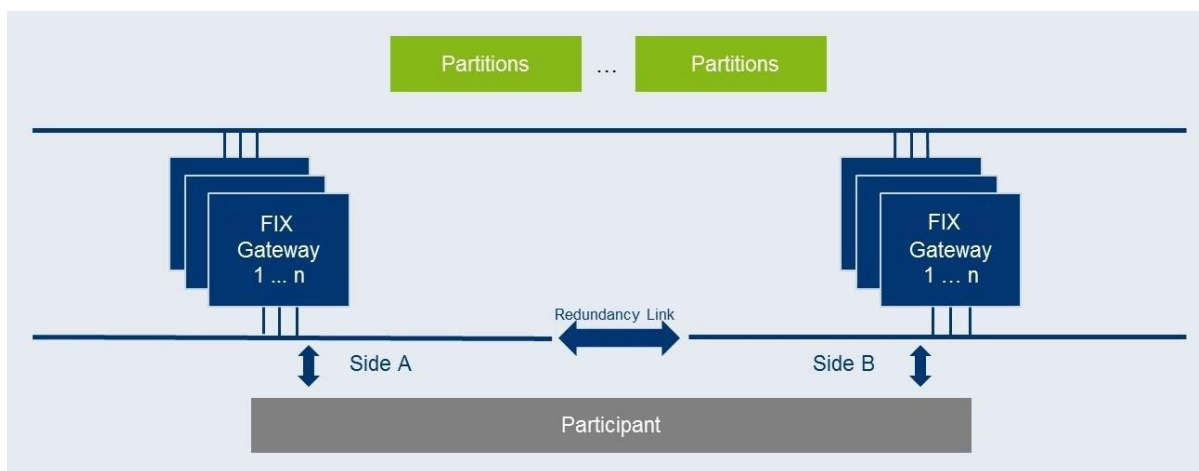 Partitions … Partitions
FIX
Gateway
1 ... n
FIX
Gateway
1 … n
Redundancy Link
Side A
Side B
Participant